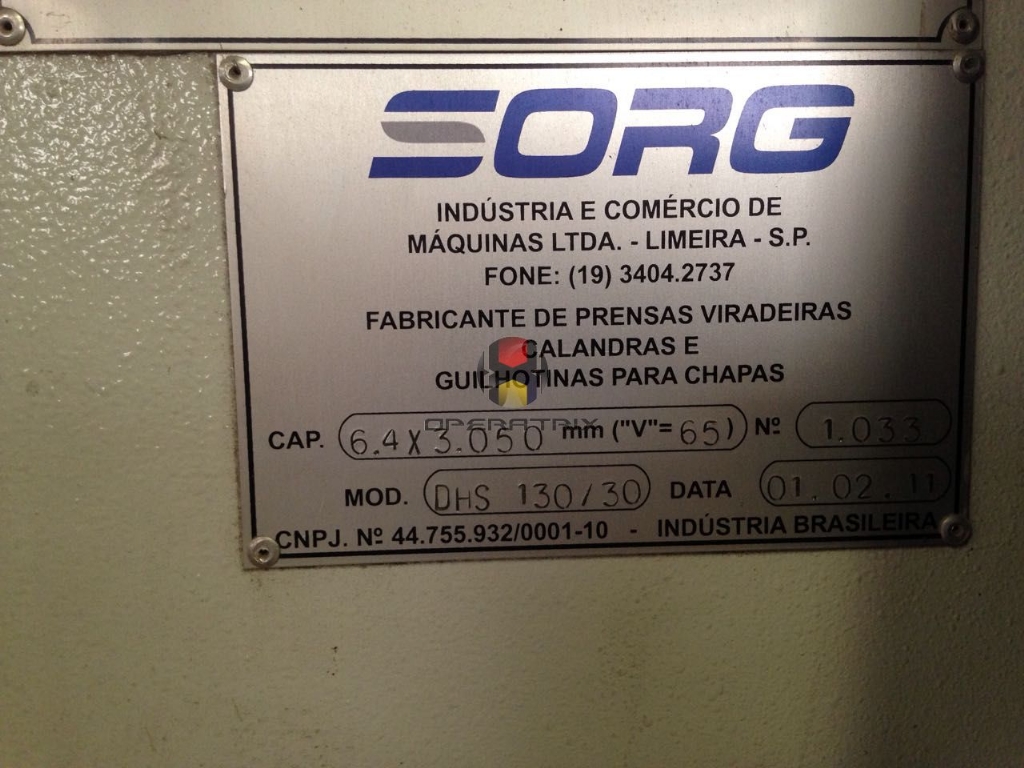 SORG
INDÚSTRIA E COMÉRCIO DE
MÁQUINAS LTDA. - LIMEIRA - S.P.
FONE: (19) 3404.2737
FABRICANTE DE PRENSAS VIRADEIRAS
CALANDRAS E
GUILHOTINAS PARA CHAPAS
OPERATRIX
CAP. 6.4 X 3.050 mm ("V"= 65) Nº 1.033
MOD. DHS 130/30 DATA 01.02.11
CNPJ. Nº 44.755.932/0001-10 - INDÚSTRIA BRASILEIRA